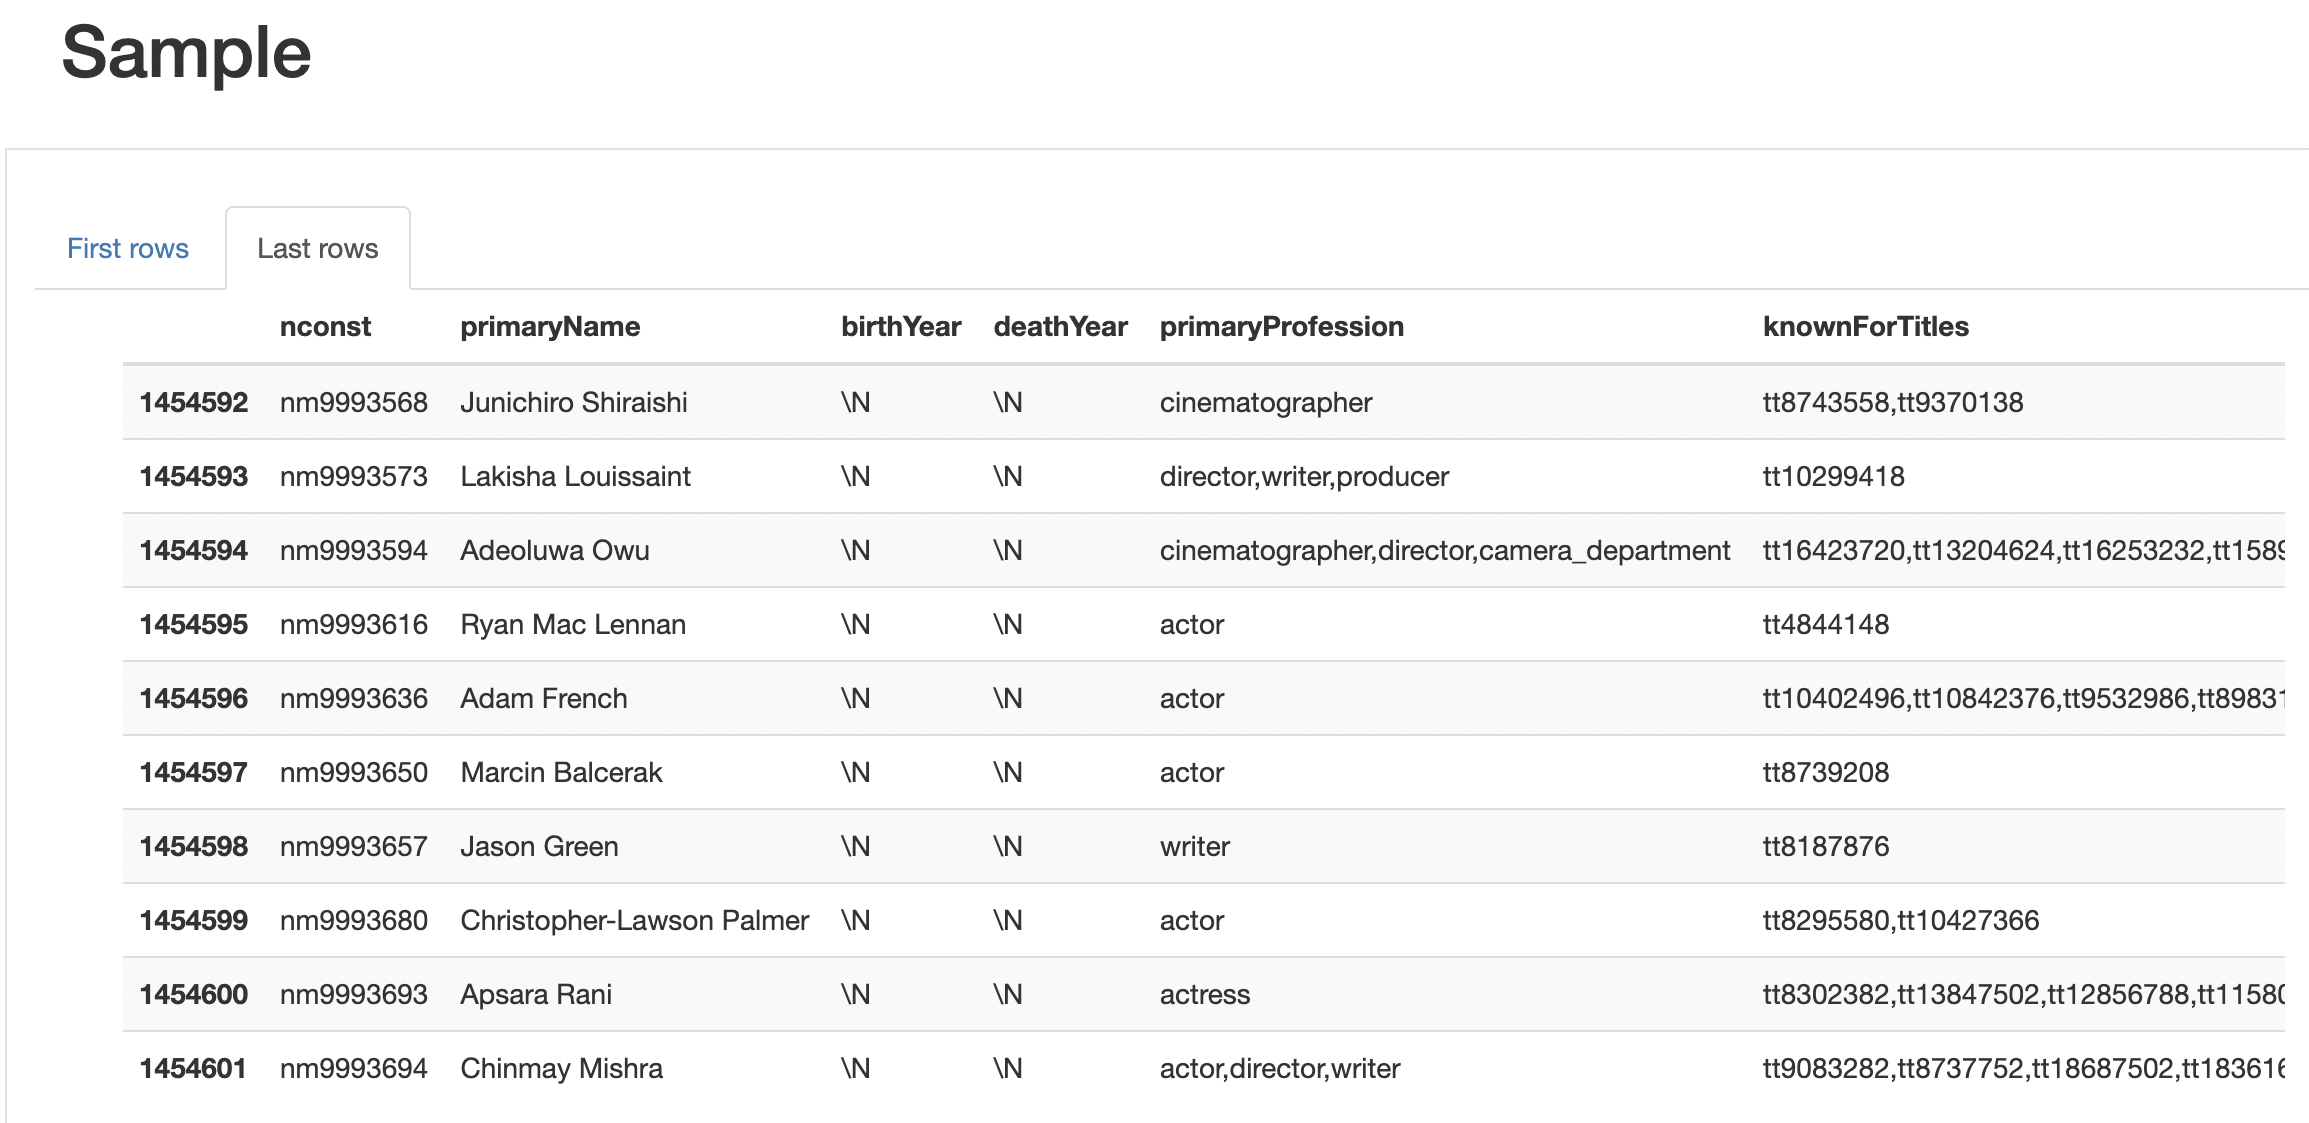 Sample
First rows Last rows
nconst primaryName birthYear deathYear primaryProfession knownForTitles
1454592 nm9993568 Junichiro Shiraishi \N \N cinematographer tt8743558,tt9370138
1454593 nm9993573 Lakisha Louissaint \N \N director,writer,producer tt10299418
1454594 nm9993594 Adeoluwa Owu \N \N cinematographer,director,camera_department tt16423720,tt13204624,tt16253232,tt1589
1454595 nm9993616 Ryan Mac Lennan \N \N actor tt4844148
1454596 nm9993636 Adam French \N \N actor tt10402496,tt10842376,tt9532986,tt89831
1454597 nm9993650 Marcin Balcerak \N \N actor tt8739208
1454598 nm9993657 Jason Green \N \N writer tt8187876
1454599 nm9993680 Christopher-Lawson Palmer \N \N actor tt8295580,tt10427366
1454600 nm9993693 Apsara Rani \N \N actress tt8302382,tt13847502,tt12856788,tt11580
1454601 nm9993694 Chinmay Mishra \N \N actor,director,writer tt9083282,tt8737752,tt18687502,tt183616